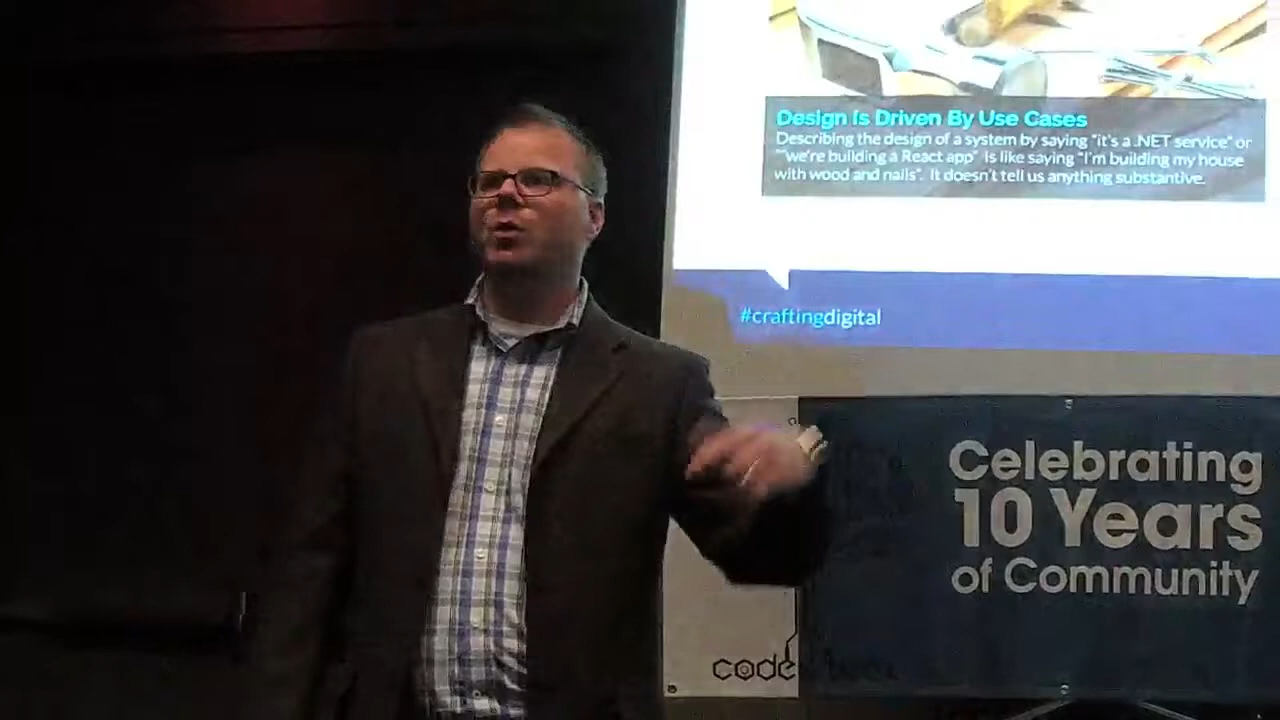 Design Is Driven By Use Cases
Describing the design of a system by saying "it's a .NET service" or
""we're building a React app" is like saying "I'm building my house
with wood and nails". It doesn't tell us anything substantive.
#craftingdigital
Celebrating
10 Years
of Community
code